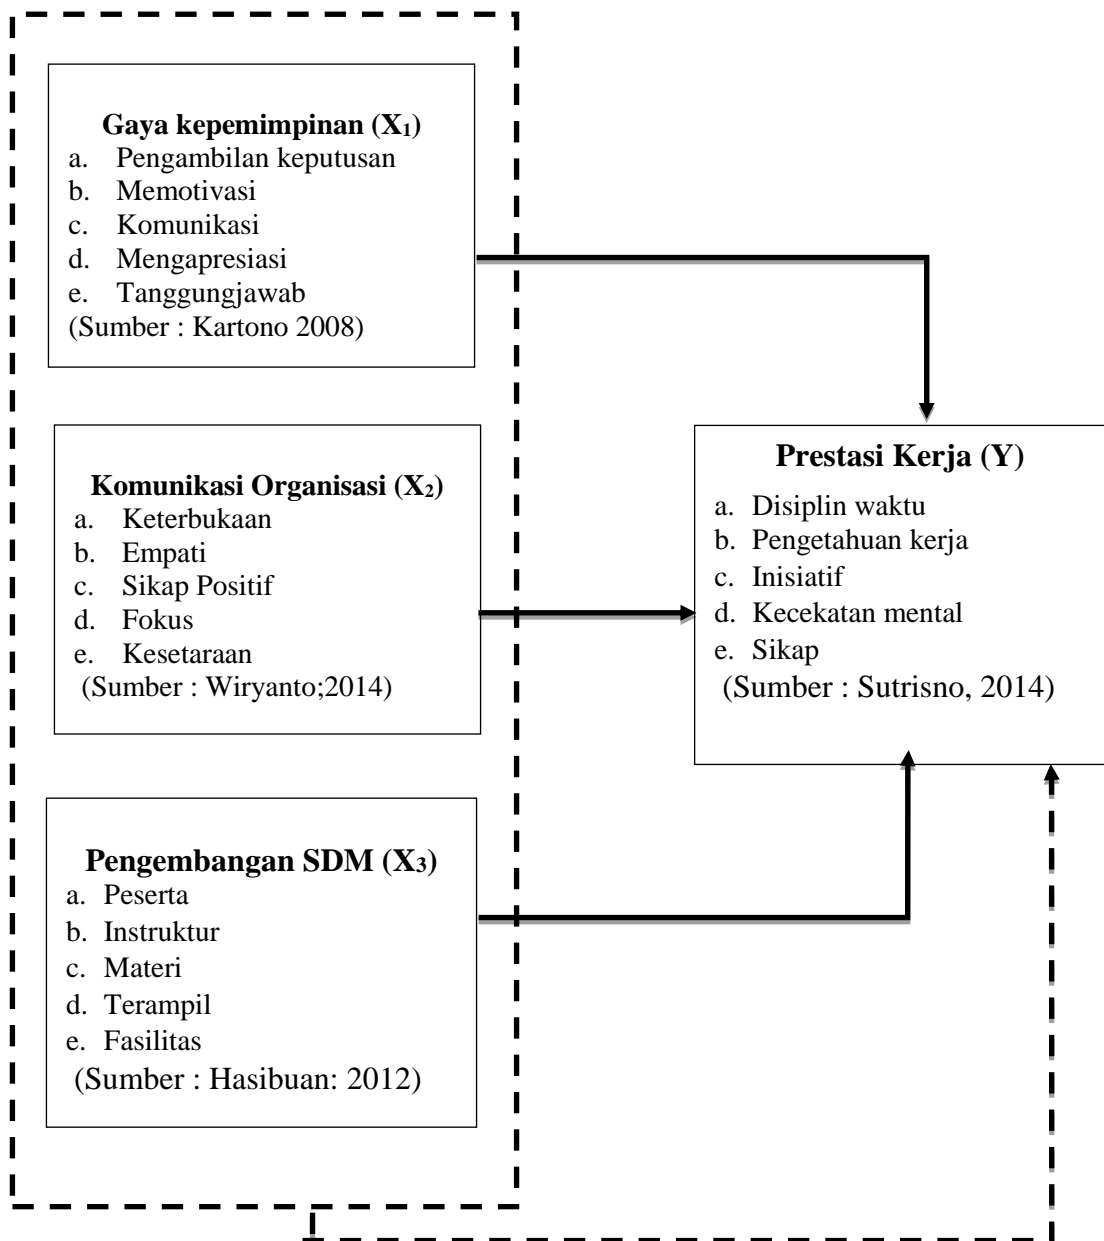 Gaya kepemimpinan (X₁)
a. Pengambilan keputusan
b. Memotivasi
c. Komunikasi
d. Mengapresiasi
e. Tanggungjawab
(Sumber : Kartono 2008)
Komunikasi Organisasi (X₂)
a. Keterbukaan
b. Empati
c. Sikap Positif
d. Fokus
e. Kesetaraan
(Sumber : Wiryanto;2014)
Pengembangan SDM (X₃)
a. Peserta
b. Instruktur
c. Materi
d. Terampil
e. Fasilitas
(Sumber : Hasibuan: 2012)
Prestasi Kerja (Y)
a. Disiplin waktu
b. Pengetahuan kerja
c. Inisiatif
d. Kecekatan mental
e. Sikap
(Sumber : Sutrisno, 2014)